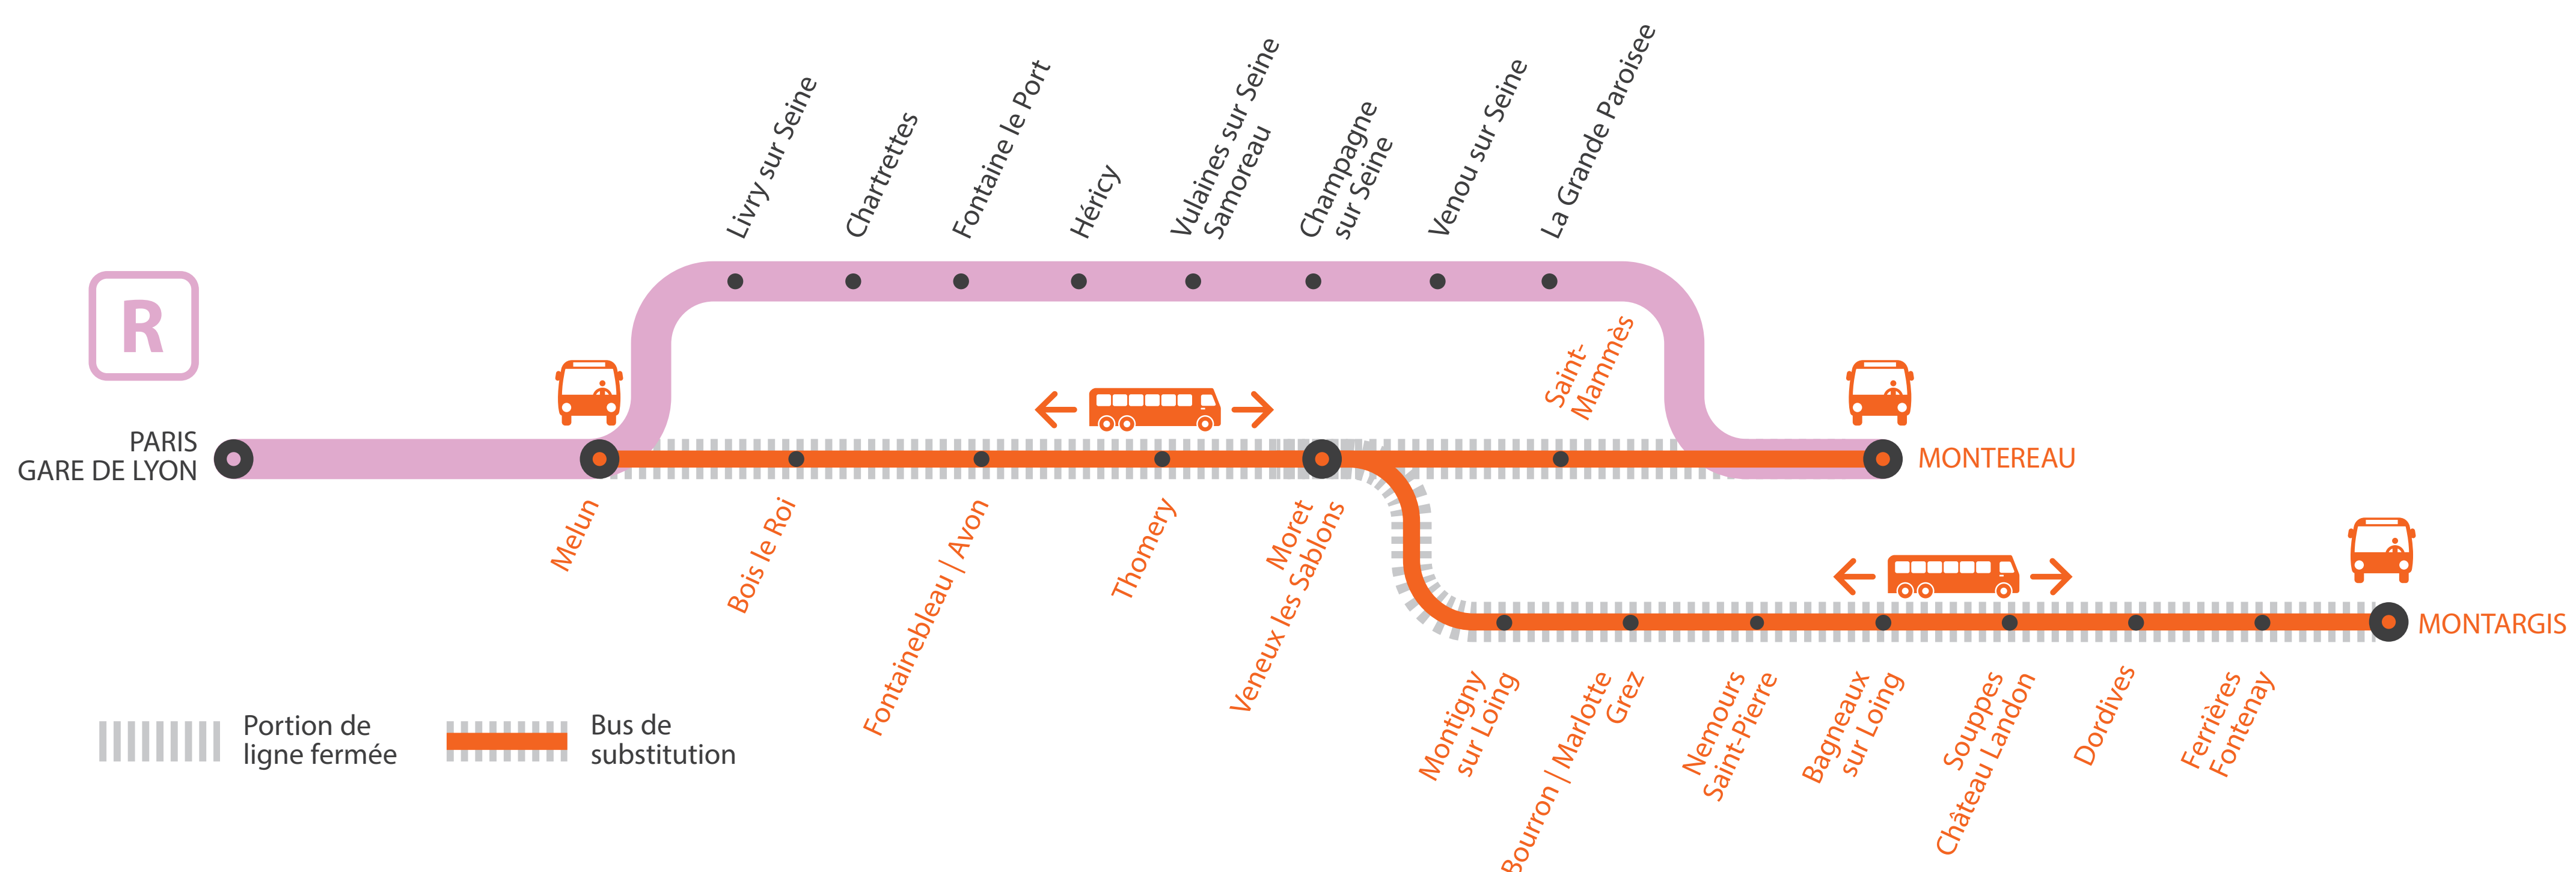 Livry sur Seine
Chartrettes
Fontaine le Port
Héricy
Vulaines sur Seine
Samoreau
Champagne
sur Seine
Venou sur Seine
La Grande Paroisee
R
Saint-
Mammès
PARIS
GARE DE LYON
MONTEREAU
Melun
Bois le Roi
Fontainebleau | Avon
Thomery
Moret
Veneux les Sablons
MONTARGIS
Montigny
sur Loing
Bourron | Marlotte
Grez
Nemours
Saint-Pierre
Bagneaux
sur Loing
Souppes
Château Landon
Dordives
Ferrières
Fontenay
Portion de
ligne fermée
Bus de
substitution